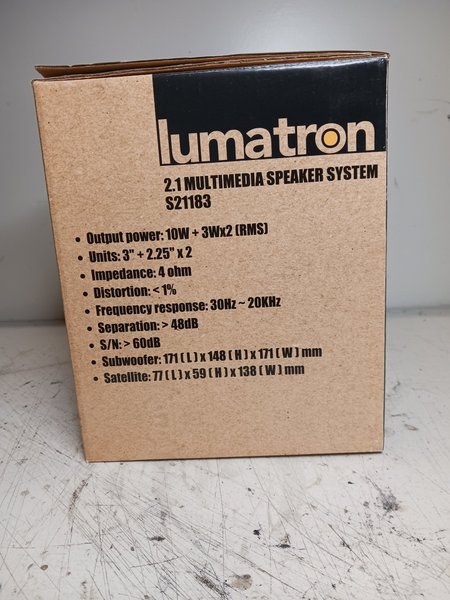 lumatron
2.1 MULTIMEDIA SPEAKER SYSTEM
S21183
• Output power: 10W + 3Wx2 (RMS)
• Units: 3" + 2.25" x 2
• Impedance: 4 ohm
• Distortion: < 1%
• Frequency response: 30Hz ~ 20KHz
• Separation: > 48dB
• S/N: > 60dB
• Subwoofer: 171 ( L ) x 148 ( H ) x 171 ( W ) mm
• Satellite: 77 ( L ) x 59 ( H ) x 138 ( W ) mm